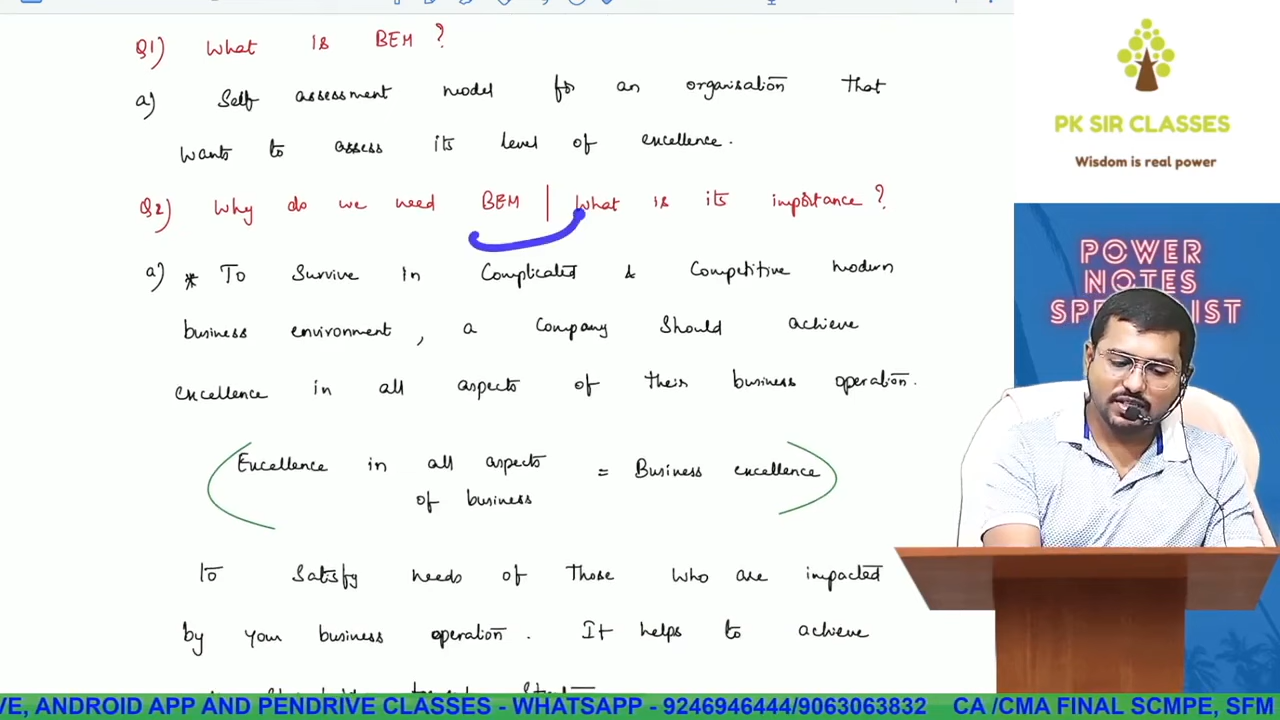 Q1) What is BEM ?
a) Self assessment model for an organisation that
wants to assess its level of excellence.
Q2) Why do we need BEM | What is its importance ?
a) * To Survive in Complicated & Competitive modern
business environment, a Company Should achieve
excellence in all aspects of their business operation.
Excellence in all aspects
of business
= Business excellence
To Satisfy needs of Those who are impacted
by your business operation. It helps to achieve
PK SIR CLASSES
Wisdom is real power
POWER
NOTES
VE, ANDROID APP AND PENDRIVE CLASSES - WHATSAPP - 9246946444/9063063832 CA /CMA FINAL SCMPE, SFM